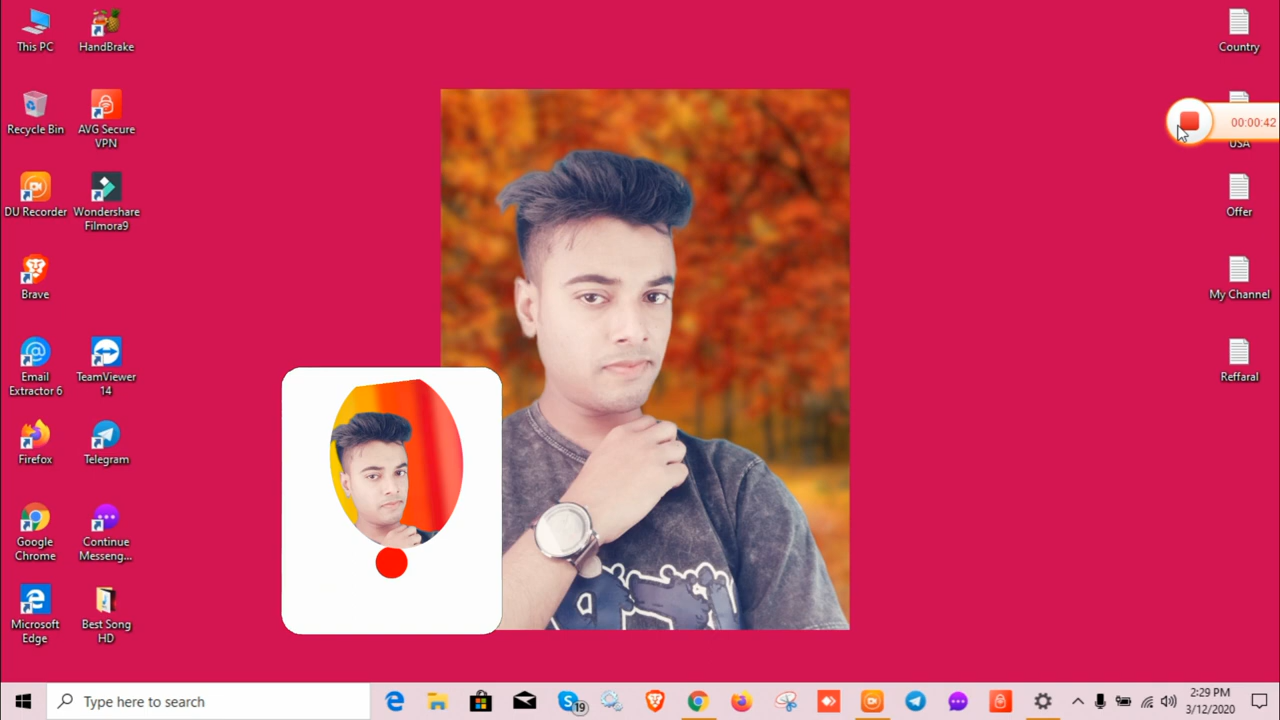 This PC
HandBrake
Country
Recycle Bin
AVG Secure
VPN
00:00:42
USA
DU Recorder
Wondershare
Filmora9
Offer
Brave
My Channel
Email
Extractor 6
TeamViewer
14
Reffaral
Firefox
Telegram
Google
Chrome
Continue
Messeng...
Microsoft
Edge
Best Song
HD
Type here to search
19
2:29 PM
3/12/2020